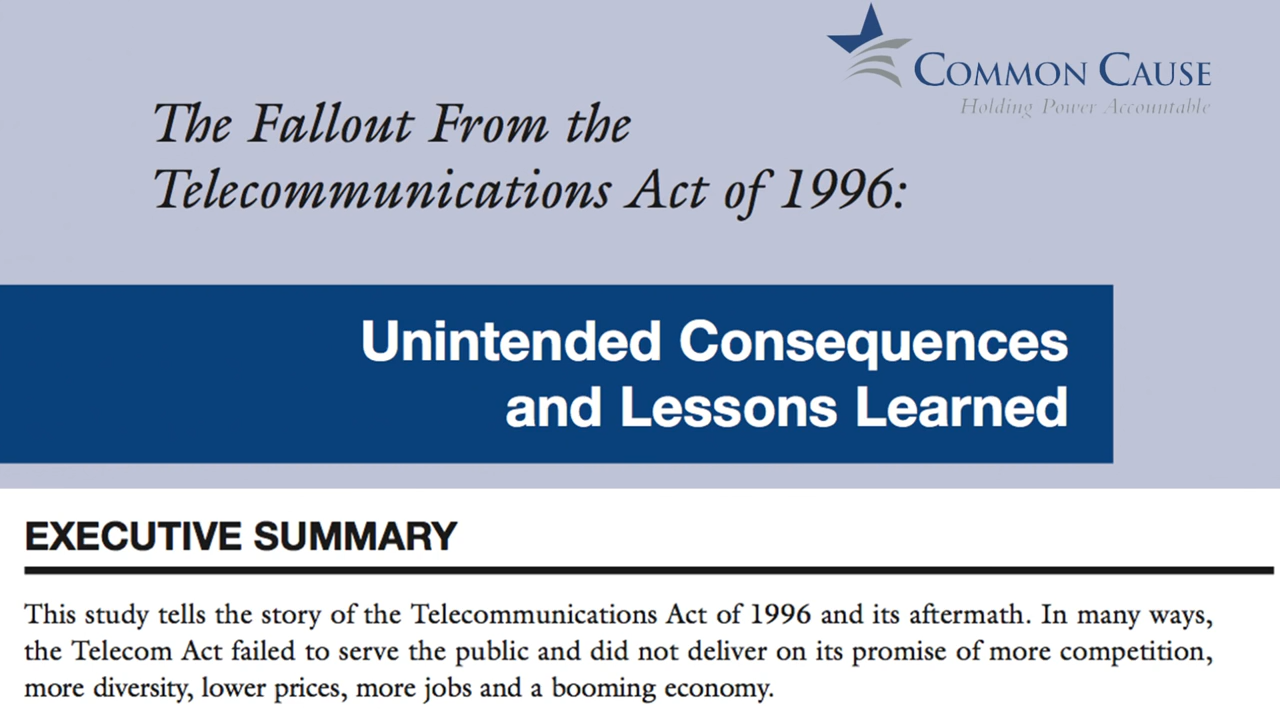 COMMON CAUSE
Holding Power Accountable
The Fallout From the
Telecommunications Act of 1996:
Unintended Consequences
and Lessons Learned
EXECUTIVE SUMMARY
This study tells the story of the Telecommunications Act of 1996 and its aftermath. In many ways,
the Telecom Act failed to serve the public and did not deliver on its promise of more competition,
more diversity, lower prices, more jobs and a booming economy.